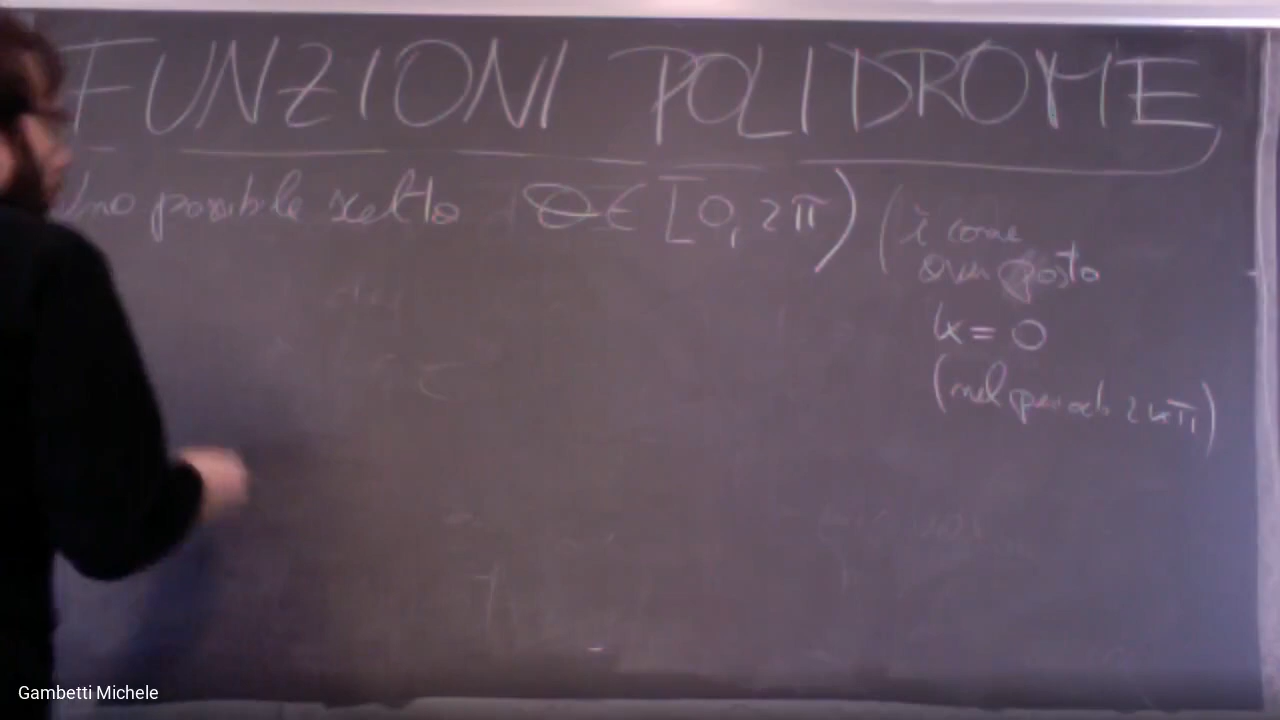 FUNZIONI POLIDROME
Una possibile scelta Θ ∈ [0, 2π) (è come
aver posto
k = 0
(nel periodo 2kπ)
Gambetti Michele